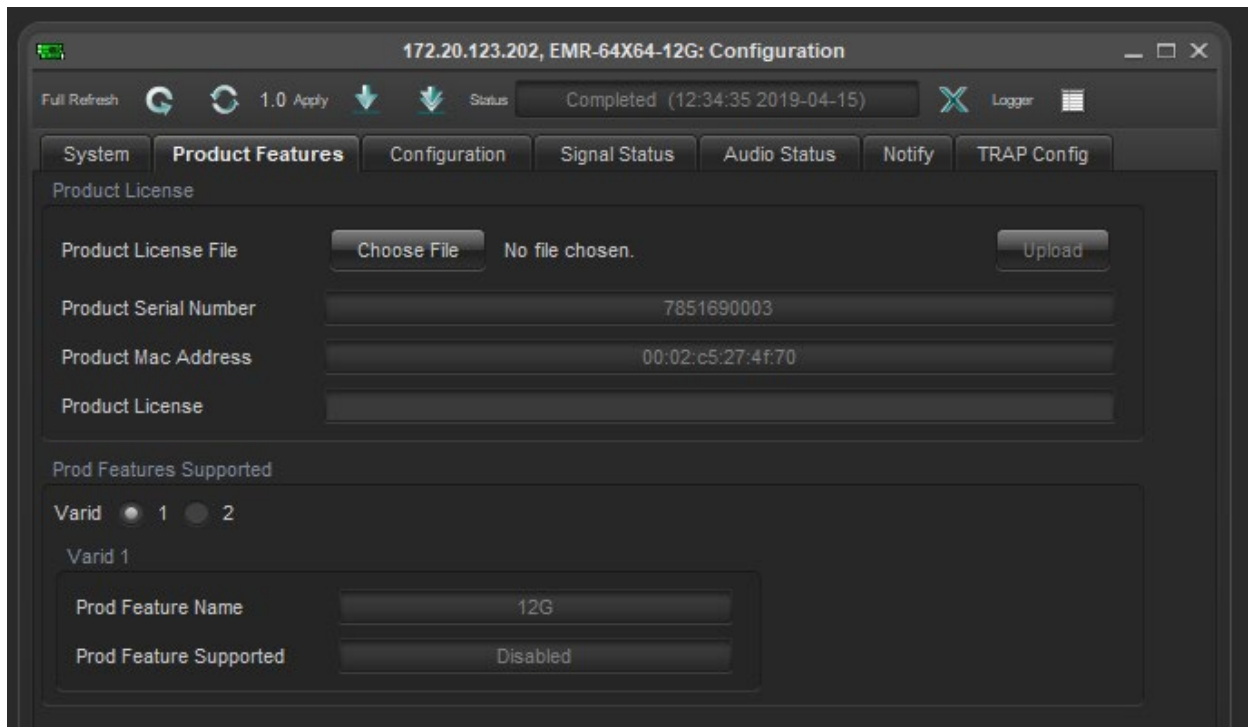 172.20.123.202, EMR-64X64-12G: Configuration
Full Refresh 1.0 Apply Status Completed (12:34:35 2019-04-15) Logger
System Product Features Configuration Signal Status Audio Status Notify TRAP Config
Product License
Product License File Choose File No file chosen. Upload
Product Serial Number 7851690003
Product Mac Address 00:02:c5:27:4f:70
Product License
Prod Features Supported
Varid 1 2
Varid 1
Prod Feature Name 12G
Prod Feature Supported Disabled